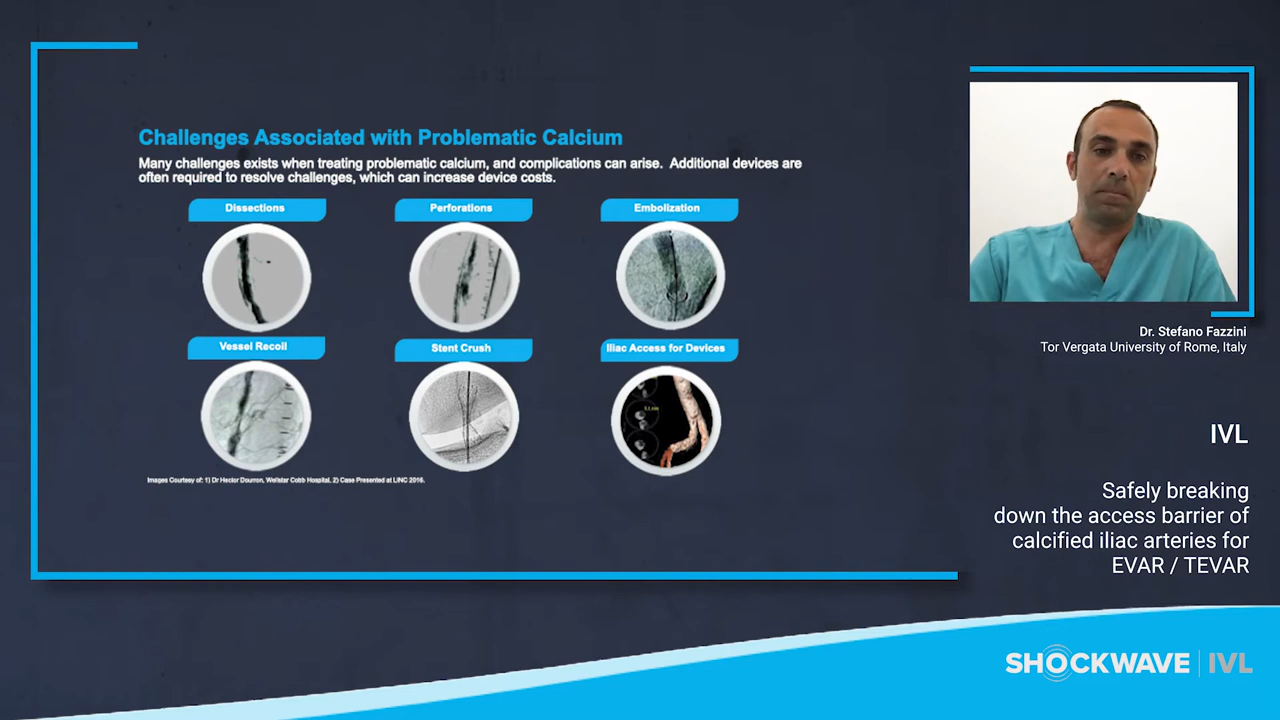 Challenges Associated with Problematic Calcium
Many challenges exists when treating problematic calcium, and complications can arise. Additional devices are
often required to resolve challenges, which can increase device costs.
Dissections
Perforations
Embolization
Vessel Recoil
Stent Crush
Iliac Access for Devices
Images Courtesy of: 1) Dr Hector Dourron, Wellstar Cobb Hospital, 2) Case Presented at LINC 2016.
Dr. Stefano Fazzini
Tor Vergata University of Rome, Italy
IVL
Safely breaking
down the access barrier of
calcified iliac arteries for
EVAR / TEVAR
SHOCKWAVE | IVL